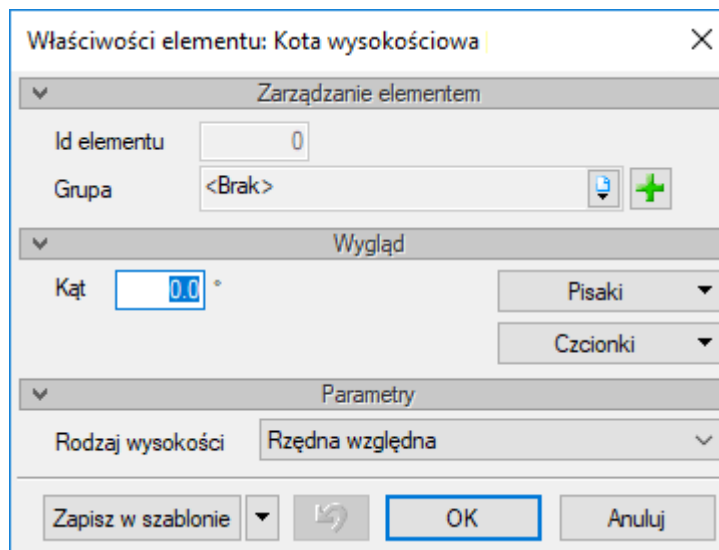 Właściwości elementu: Kota wysokościowa
Zarządzanie elementem
Id elementu 0
Grupa <Brak>
Wygląd
Kąt 0.0 °
Pisaki
Czcionki
Parametry
Rodzaj wysokości Rzędna względna
Zapisz w szablonie OK Anuluj